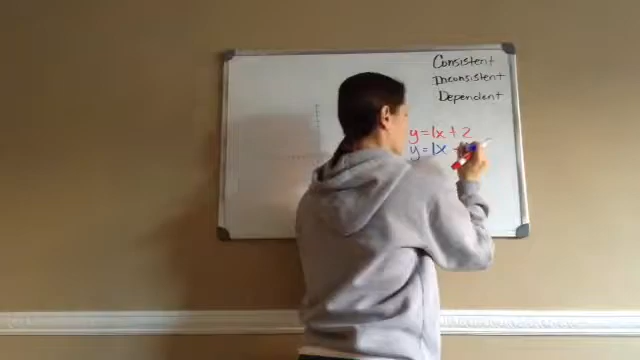 Consistent
Inconsistent
Dependent
y = 1x + 2
y = 1x